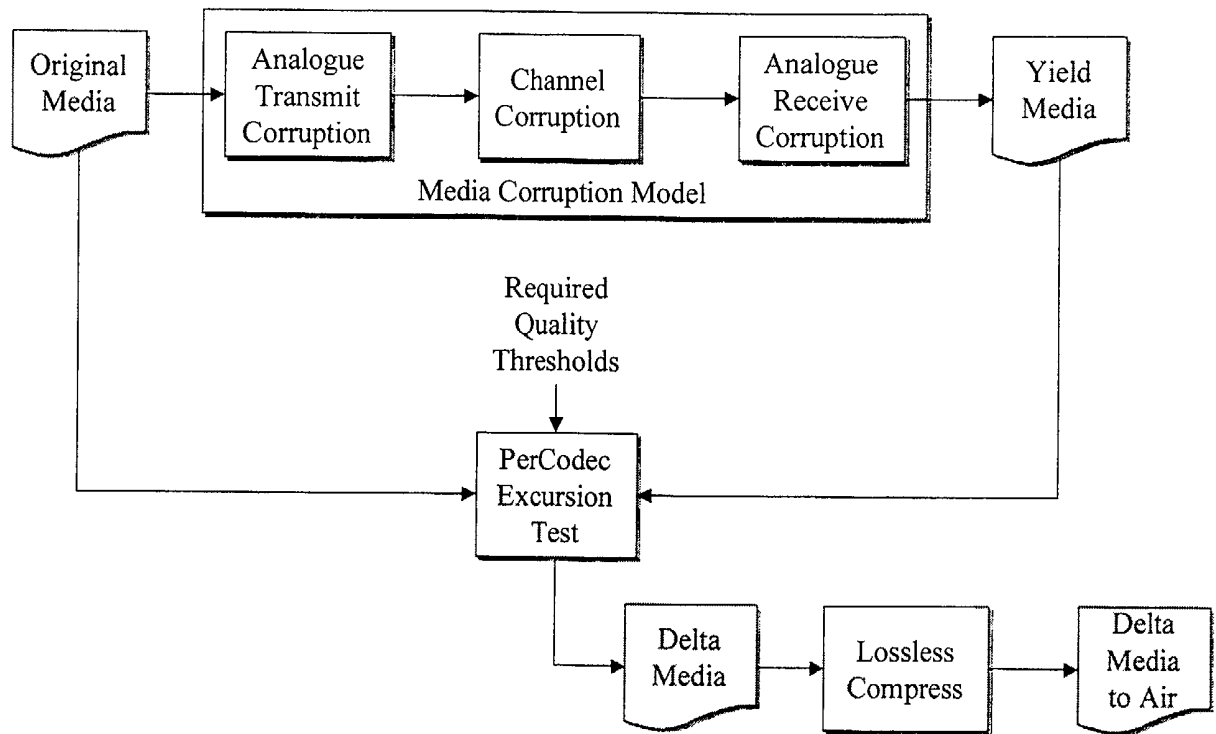 Original
Media
Analogue
Transmit
Corruption
Channel
Corruption
Analogue
Receive
Corruption
Yield
Media
Media Corruption Model
Required
Quality
Thresholds
PerCodec
Excursion
Test
Delta
Media
Lossless
Compress
Delta
Media
to Air